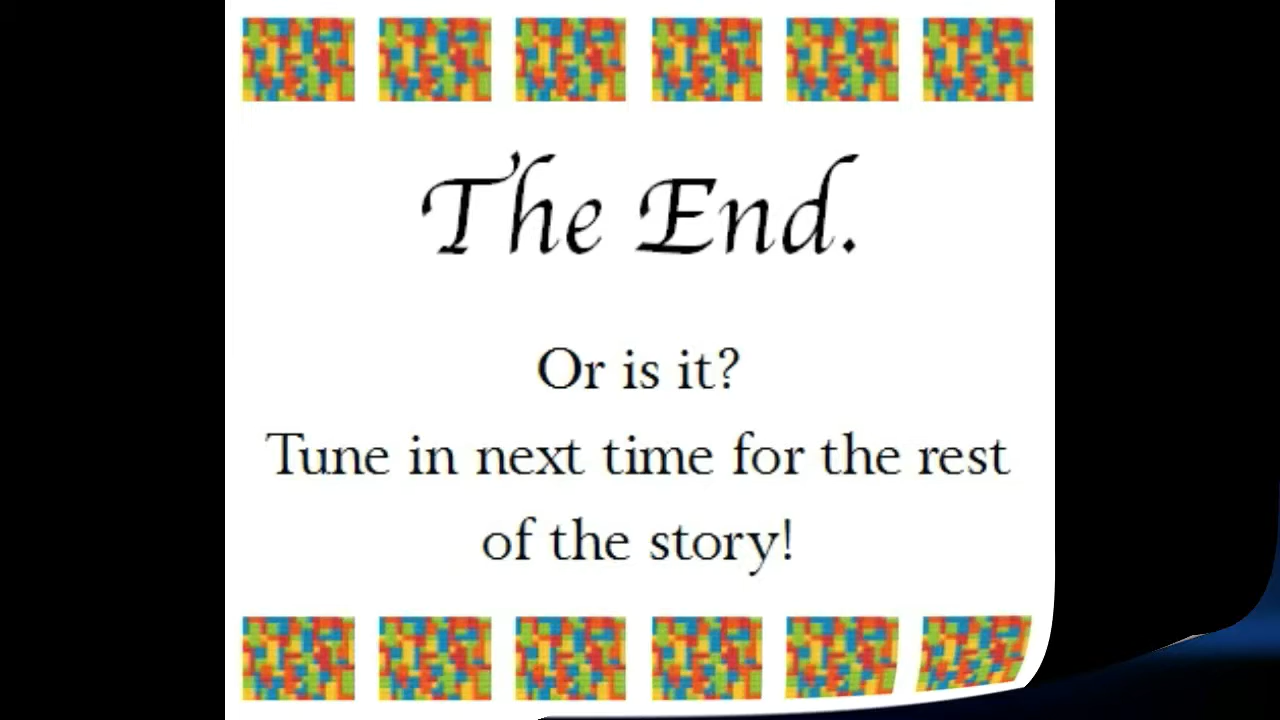 The End.
Or is it?
Tune in next time for the rest
of the story!